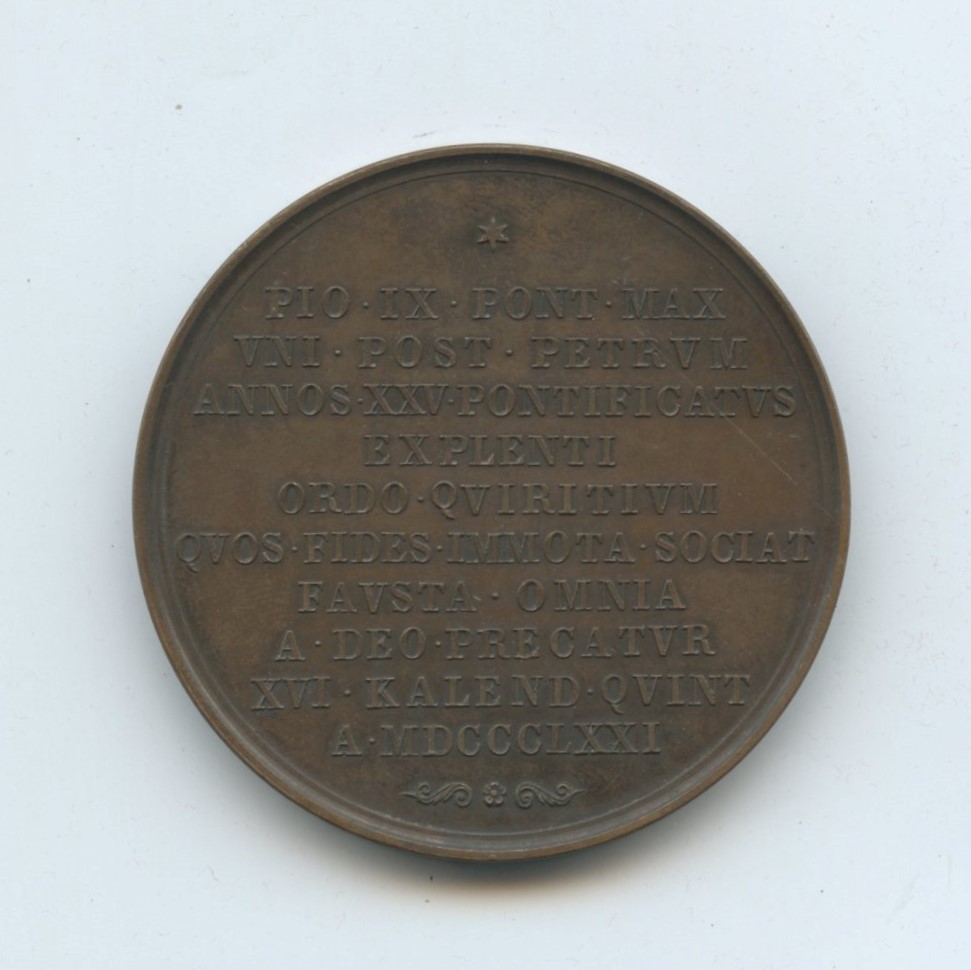 PIO · IX · PONT · MAX
VNI · POST · PETRVM
ANNOS · XXV · PONTIFICATVS
EXPLENTI
ORDO · QVIRITIVM
QVOS · FIDES · IMMOTA · SOCIAT
FAVSTA · OMNIA
A · DEO · PRECATVR
XVI · KALEND · QVINT
A · MDCCCLXXI